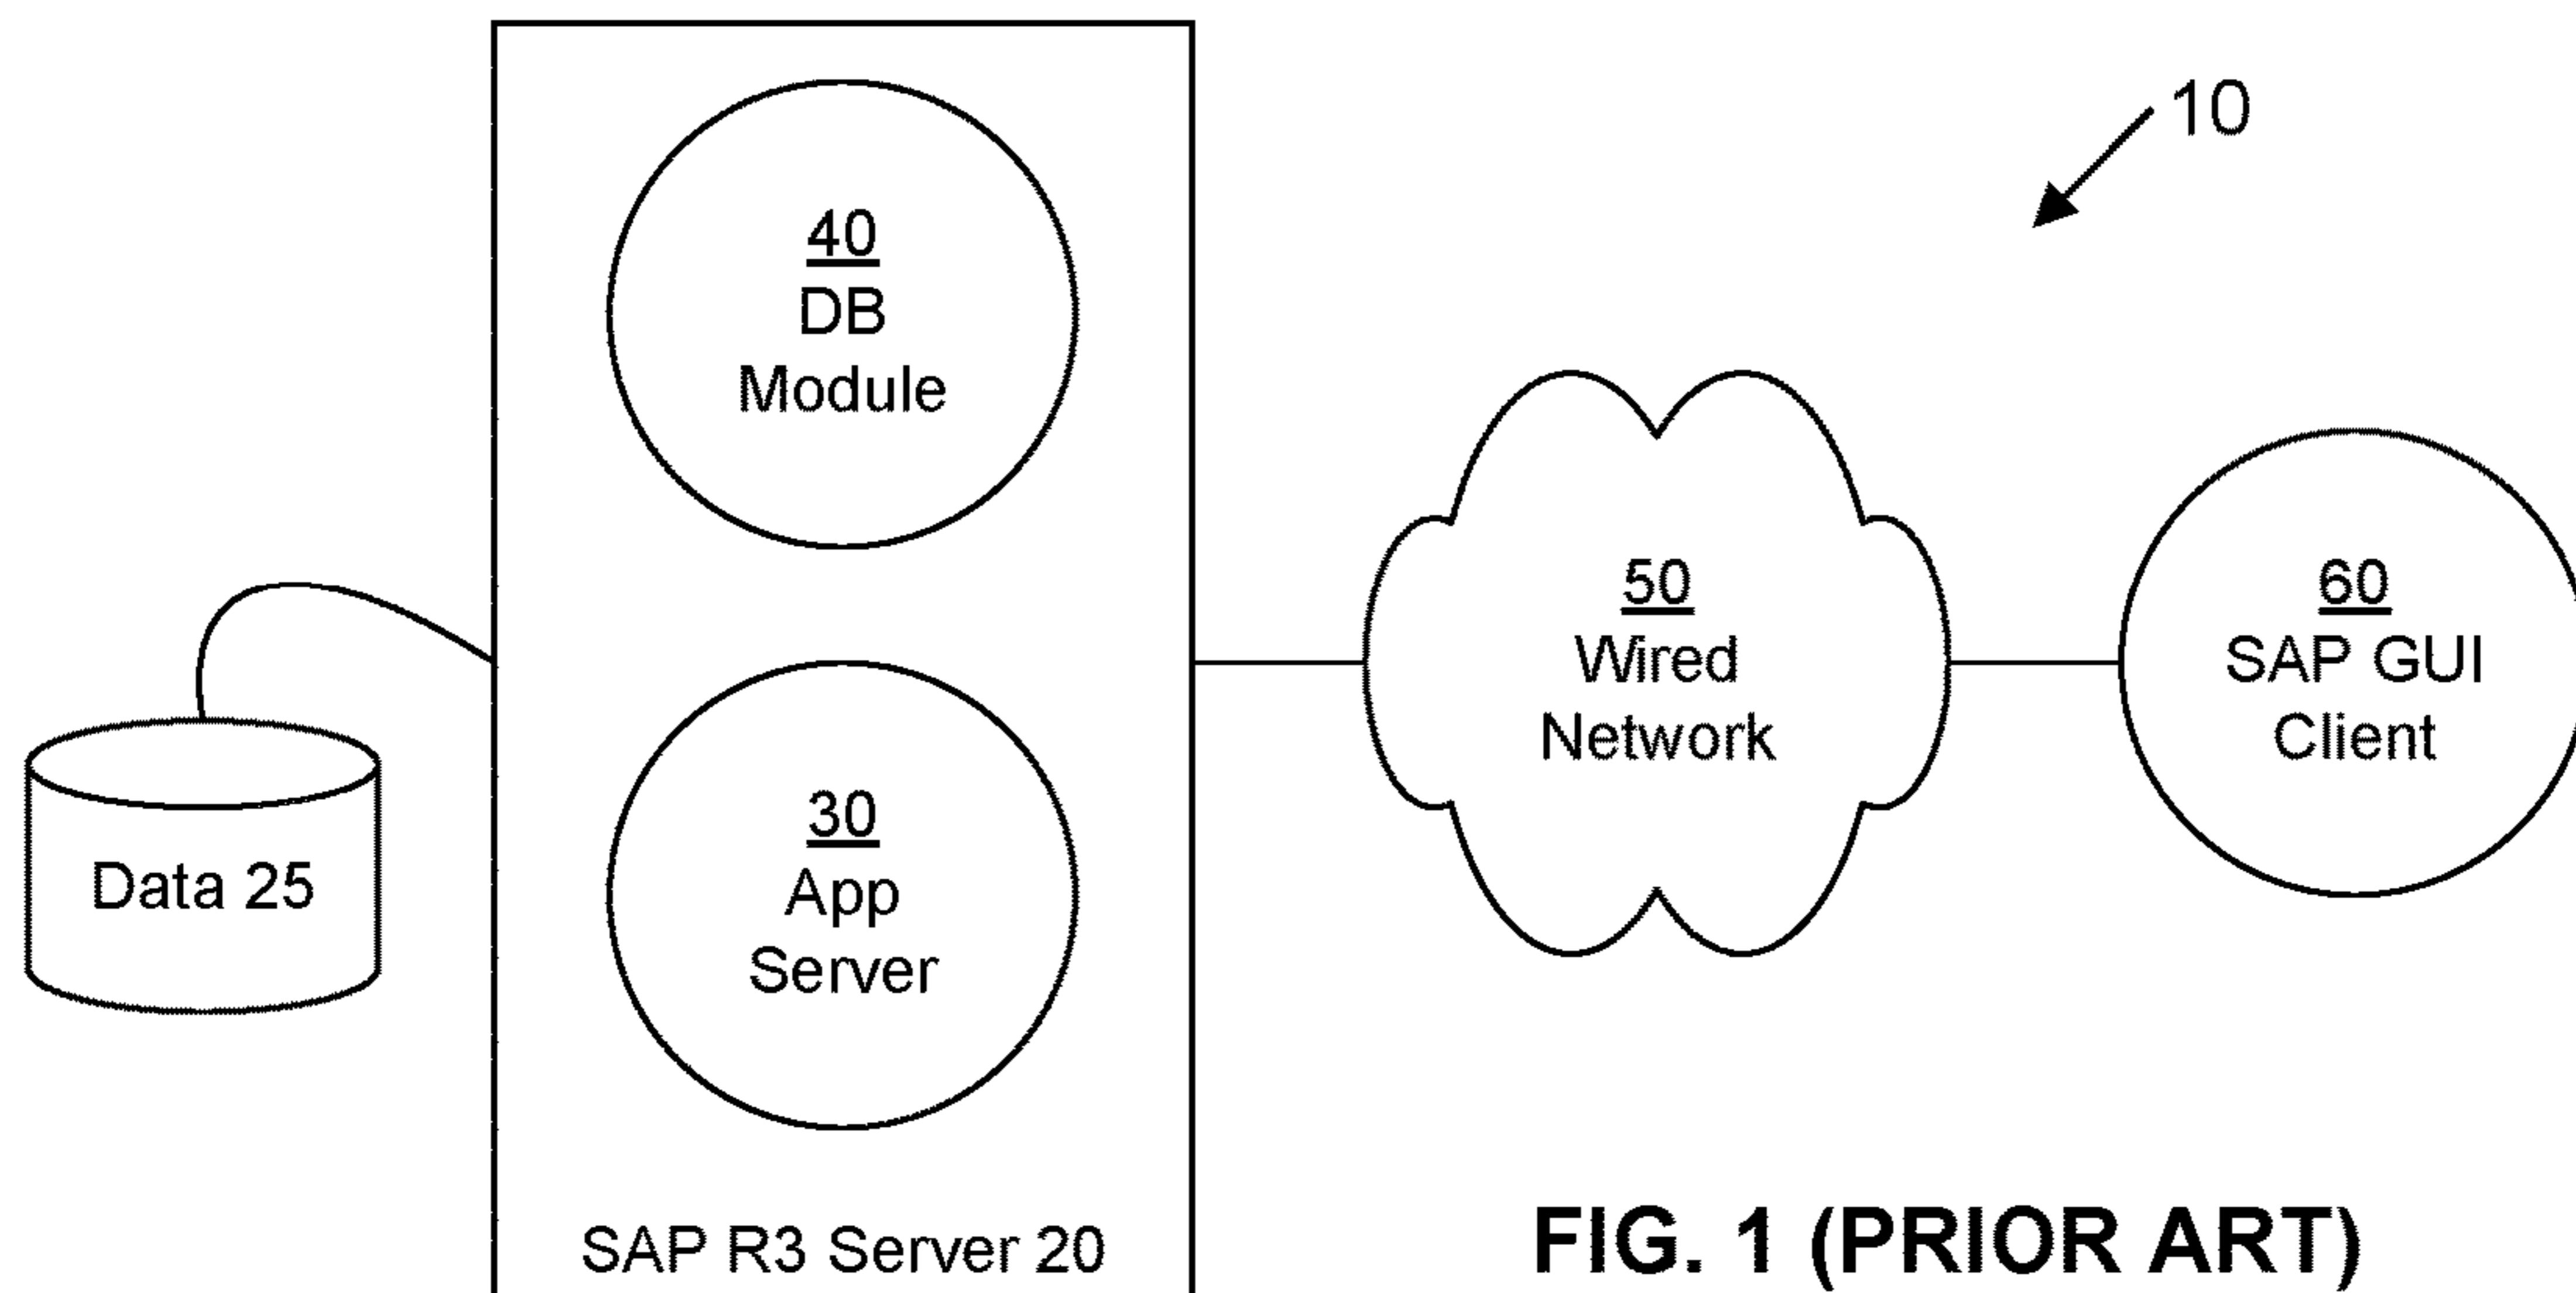 10
40
DB
Module
50
Wired
Network
60
SAP GUI
Client
30
App
Server
Data 25
SAP R3 Server 20
FIG. 1 (PRIOR ART)